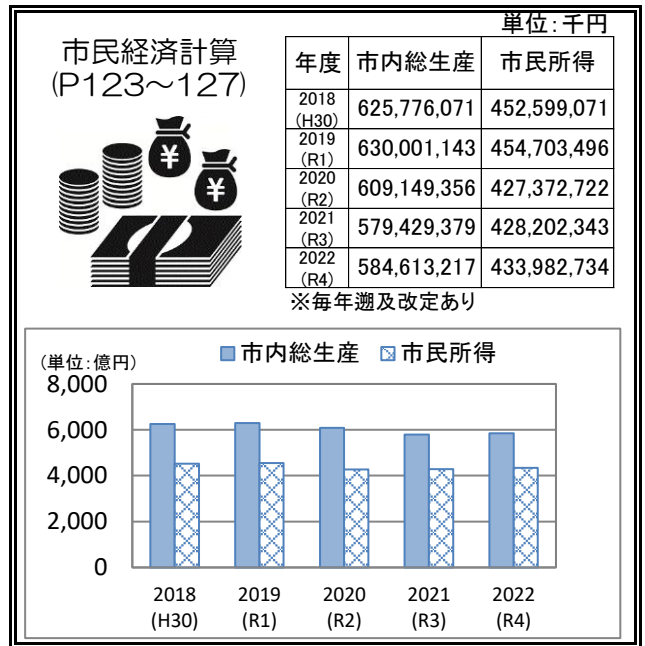 単位:千円
市民経済計算
(P123～127)
年度 市内総生産 市民所得
2018
(H30) 625,776,071 452,599,071
2019
(R1) 630,001,143 454,703,496
2020
(R2) 609,149,356 427,372,722
2021
(R3) 579,429,379 428,202,343
2022
(R4) 584,613,217 433,982,734
※毎年遡及改定あり
¥
¥
(単位:億円)
市内総生産 市民所得
8,000
6,000
4,000
2,000
0
2018 2019 2020 2021 2022
(H30) (R1) (R2) (R3) (R4)